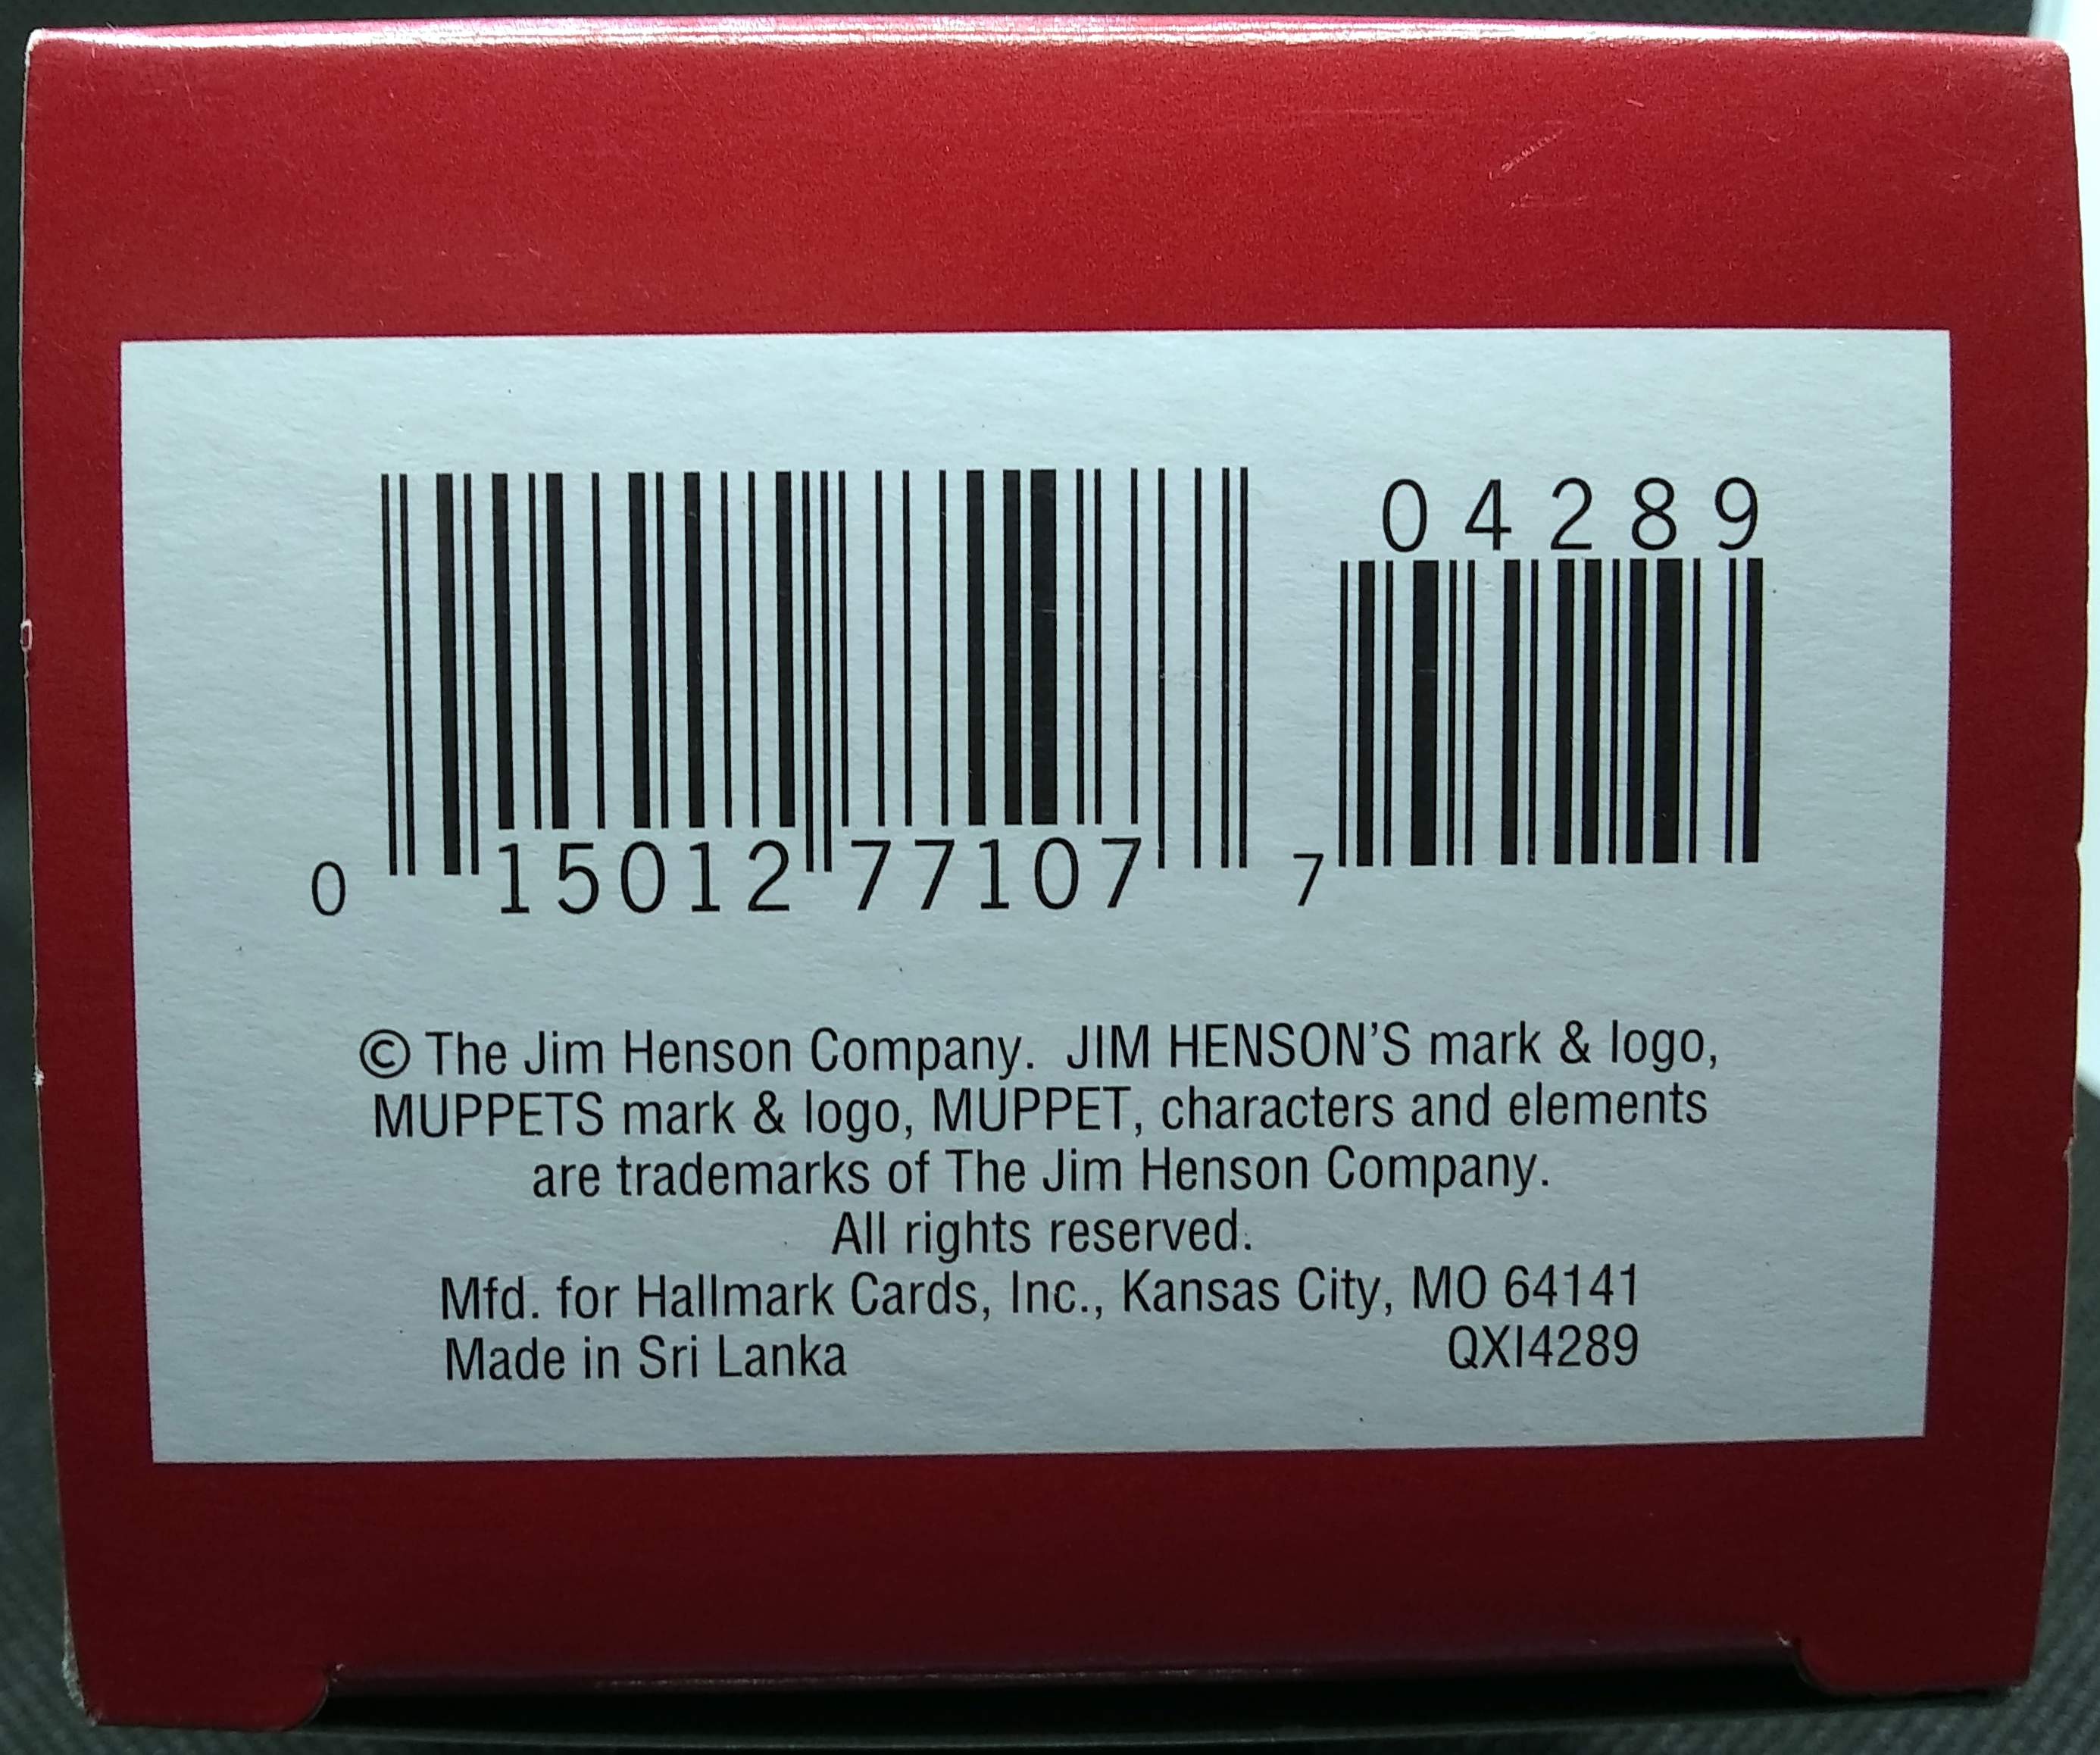 04289
0 15012 77107 7
© The Jim Henson Company. JIM HENSON'S mark & logo,
MUPPETS mark & logo, MUPPET, characters and elements
are trademarks of The Jim Henson Company.
All rights reserved.
Mfd. for Hallmark Cards, Inc., Kansas City, MO 64141
Made in Sri Lanka QXI4289